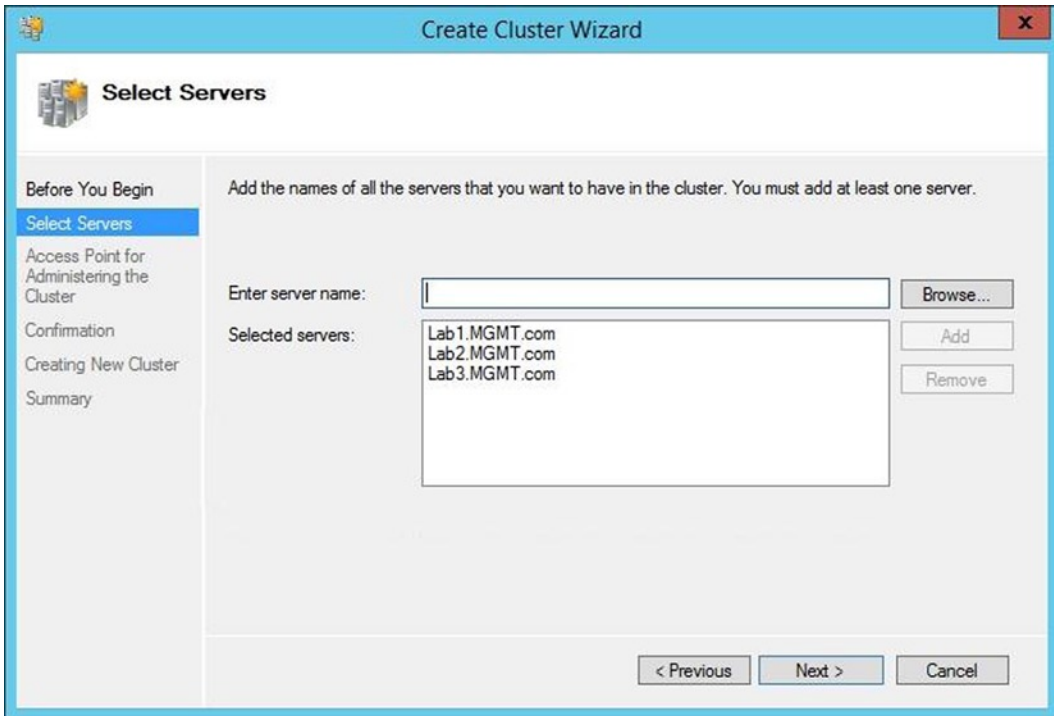 Create Cluster Wizard
x
Select Servers
Before You Begin
Select Servers
Access Point for
Administering the
Cluster
Confirmation
Creating New Cluster
Summary
Add the names of all the servers that you want to have in the cluster. You must add at least one server.
Enter server name:
Browse...
Selected servers:
Lab1.MGMT.com
Lab2.MGMT.com
Lab3.MGMT.com
Add
Remove
< Previous
Next >
Cancel